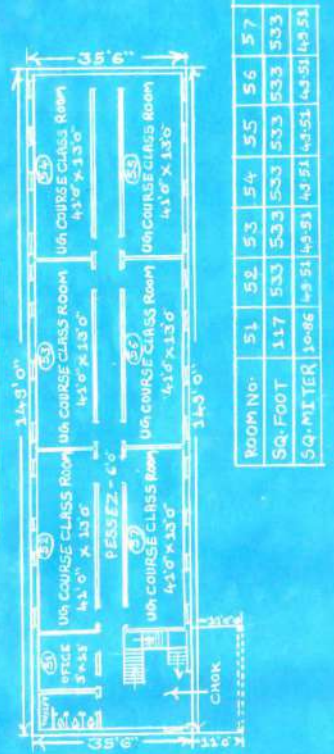 35'6"
149'0"
54
UG COURSE CLASS ROOM
41'0" x 13'0
55
UG COURSE CLASS ROOM
41'0" x 13'0
53
UG COURSE CLASS ROOM
41'0" x 13'0
56
UG COURSE CLASS ROOM
41'0" x 13'0
52
UG COURSE CLASS ROOM
41'0" x 13'0
PESSEZ - 6'0
57
UG COURSE CLASS ROOM
41'0" x 13'0
51
OFICE
CHOK
35'6"
11'0"
ROOM NO. 51 52 53 54 55 56 57
SQ.FOOT 117 533 533 533 533 533 533
SQ.MITER 10.86 49.51 49.51 49.51 49.51 49.51 49.51